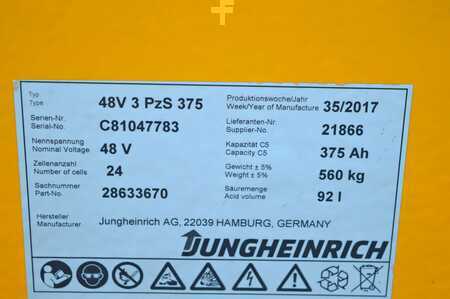 +
Typ
Type
48V 3 PzS 375
Produktionswoche/Jahr
Week/Year of Manufacture
35/2017
Serien-Nr.
Serial-No.
C81047783
Lieferanten-Nr.
Supplier-No.
21866
Nennspannung
Nominal Voltage
48 V
Kapazität C5
Capacity C5
375 Ah
Zellenanzahl
Number of cells
24
Gewicht ± 5%
Weight ± 5%
560 kg
Sachnummer
Part-No.
28633670
Säuremenge
Acid volume
92 l
Hersteller
Manufacturer
Jungheinrich AG, 22039 HAMBURG, GERMANY
JUNGHEINRICH
Pb